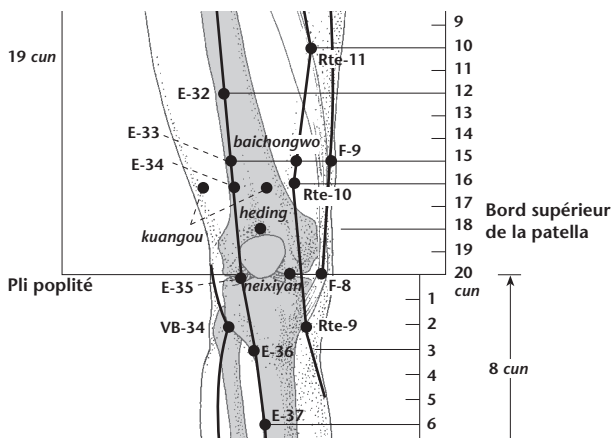 9
19 cun
10
Rte-11
11
E-32
12
13
E-33
baichongwo
F-9
14
E-34
15
16
Rte-10
17
heding
Bord supérieur
de la patella
kuangou
18
19
Pli poplité
E-35
neixiyan
F-8
20
cun
1
VB-34
Rte-9
2
E-36
3
8 cun
4
5
E-37
6